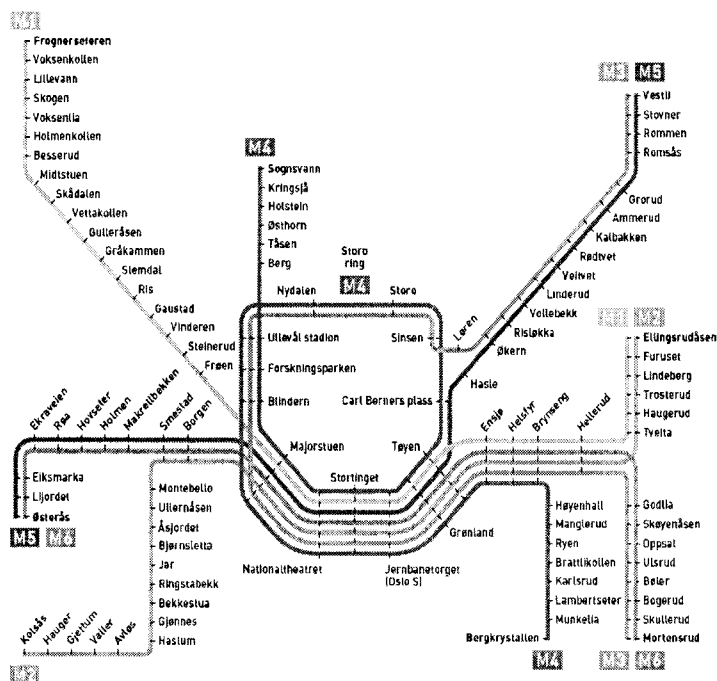 M1
Frognerseteren
Voksenkollen
Lillevann
Skogen
Voksenlia
Holmenkollen
Besserud
Midtstuen
Skådalen
Vettakollen
Gulleråsen
Gråkammen
Slemdal
Ris
Gaustad
Vinderen
Steinerud
Frøen
M4
Sognsvann
Kringsjå
Holstein
Østhorn
Tåsen
Berg
Storo
ring
M4
Nydalen
Storo
Ullevål stadion
Forskningsparken
Blindern
Sinsen
Løren
Carl Berners plass
M3 M5
Vestli
Stovner
Rommen
Romsås
Grorud
Ammerud
Kalbakken
Rødtvet
Veitvet
Linderud
Vollebekk
Risløkka
Økern
Hasle
M1 M2
Ellingsrudåsen
Furuset
Lindeberg
Trosterud
Haugerud
Tveita
Ekraveien
Røa
Hovseter
Holmen
Makrellbekken
Smestad
Borgen
Eiksmarka
Lijordet
Østerås
M5 M6
Majorstuen
Stortinget
Tøyen
Ensjø
Helsfyr
Brynseng
Hellerud
Grønland
Nationaltheatret
Jernbanetorget
(Oslo S)
Montebello
Ullernåsen
Åsjordet
Bjørnsletta
Jar
Ringstabekk
Bekkestua
Gjønnes
Haslum
Kolsås
Hauger
Gjettum
Valler
Avløs
M2
Høyenhall
Manglerud
Ryen
Brattlikollen
Karlsrud
Lambertseter
Munkelia
Bergkrystallen
M4
Godlia
Skøyenåsen
Oppsal
Ulsrud
Bøler
Bogerud
Skullerud
Mortensrud
M3 M6